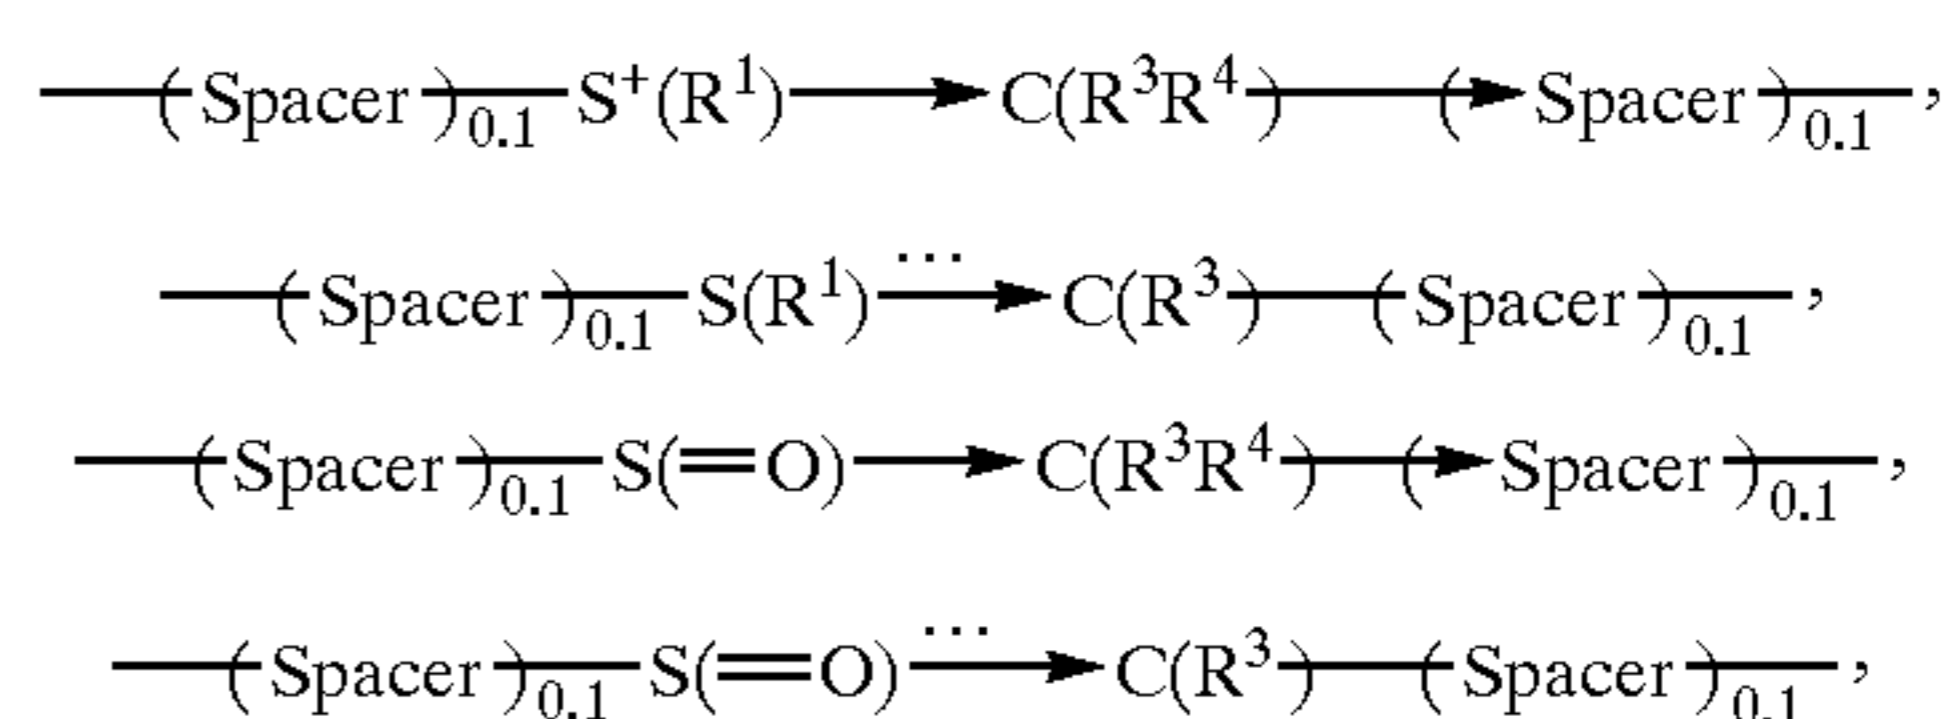 —(Spacer)₀.₁—S⁺(R¹)⟶C(R³R⁴)—(→Spacer)₀.₁—,
—(Spacer)₀.₁—S(R¹)⋯⟶C(R³)—(Spacer)₀.₁—,
—(Spacer)₀.₁—S(=O)⟶C(R³R⁴)—(→Spacer)₀.₁—,
—(Spacer)₀.₁—S(=O)⋯⟶C(R³)—(Spacer)₀.₁—,